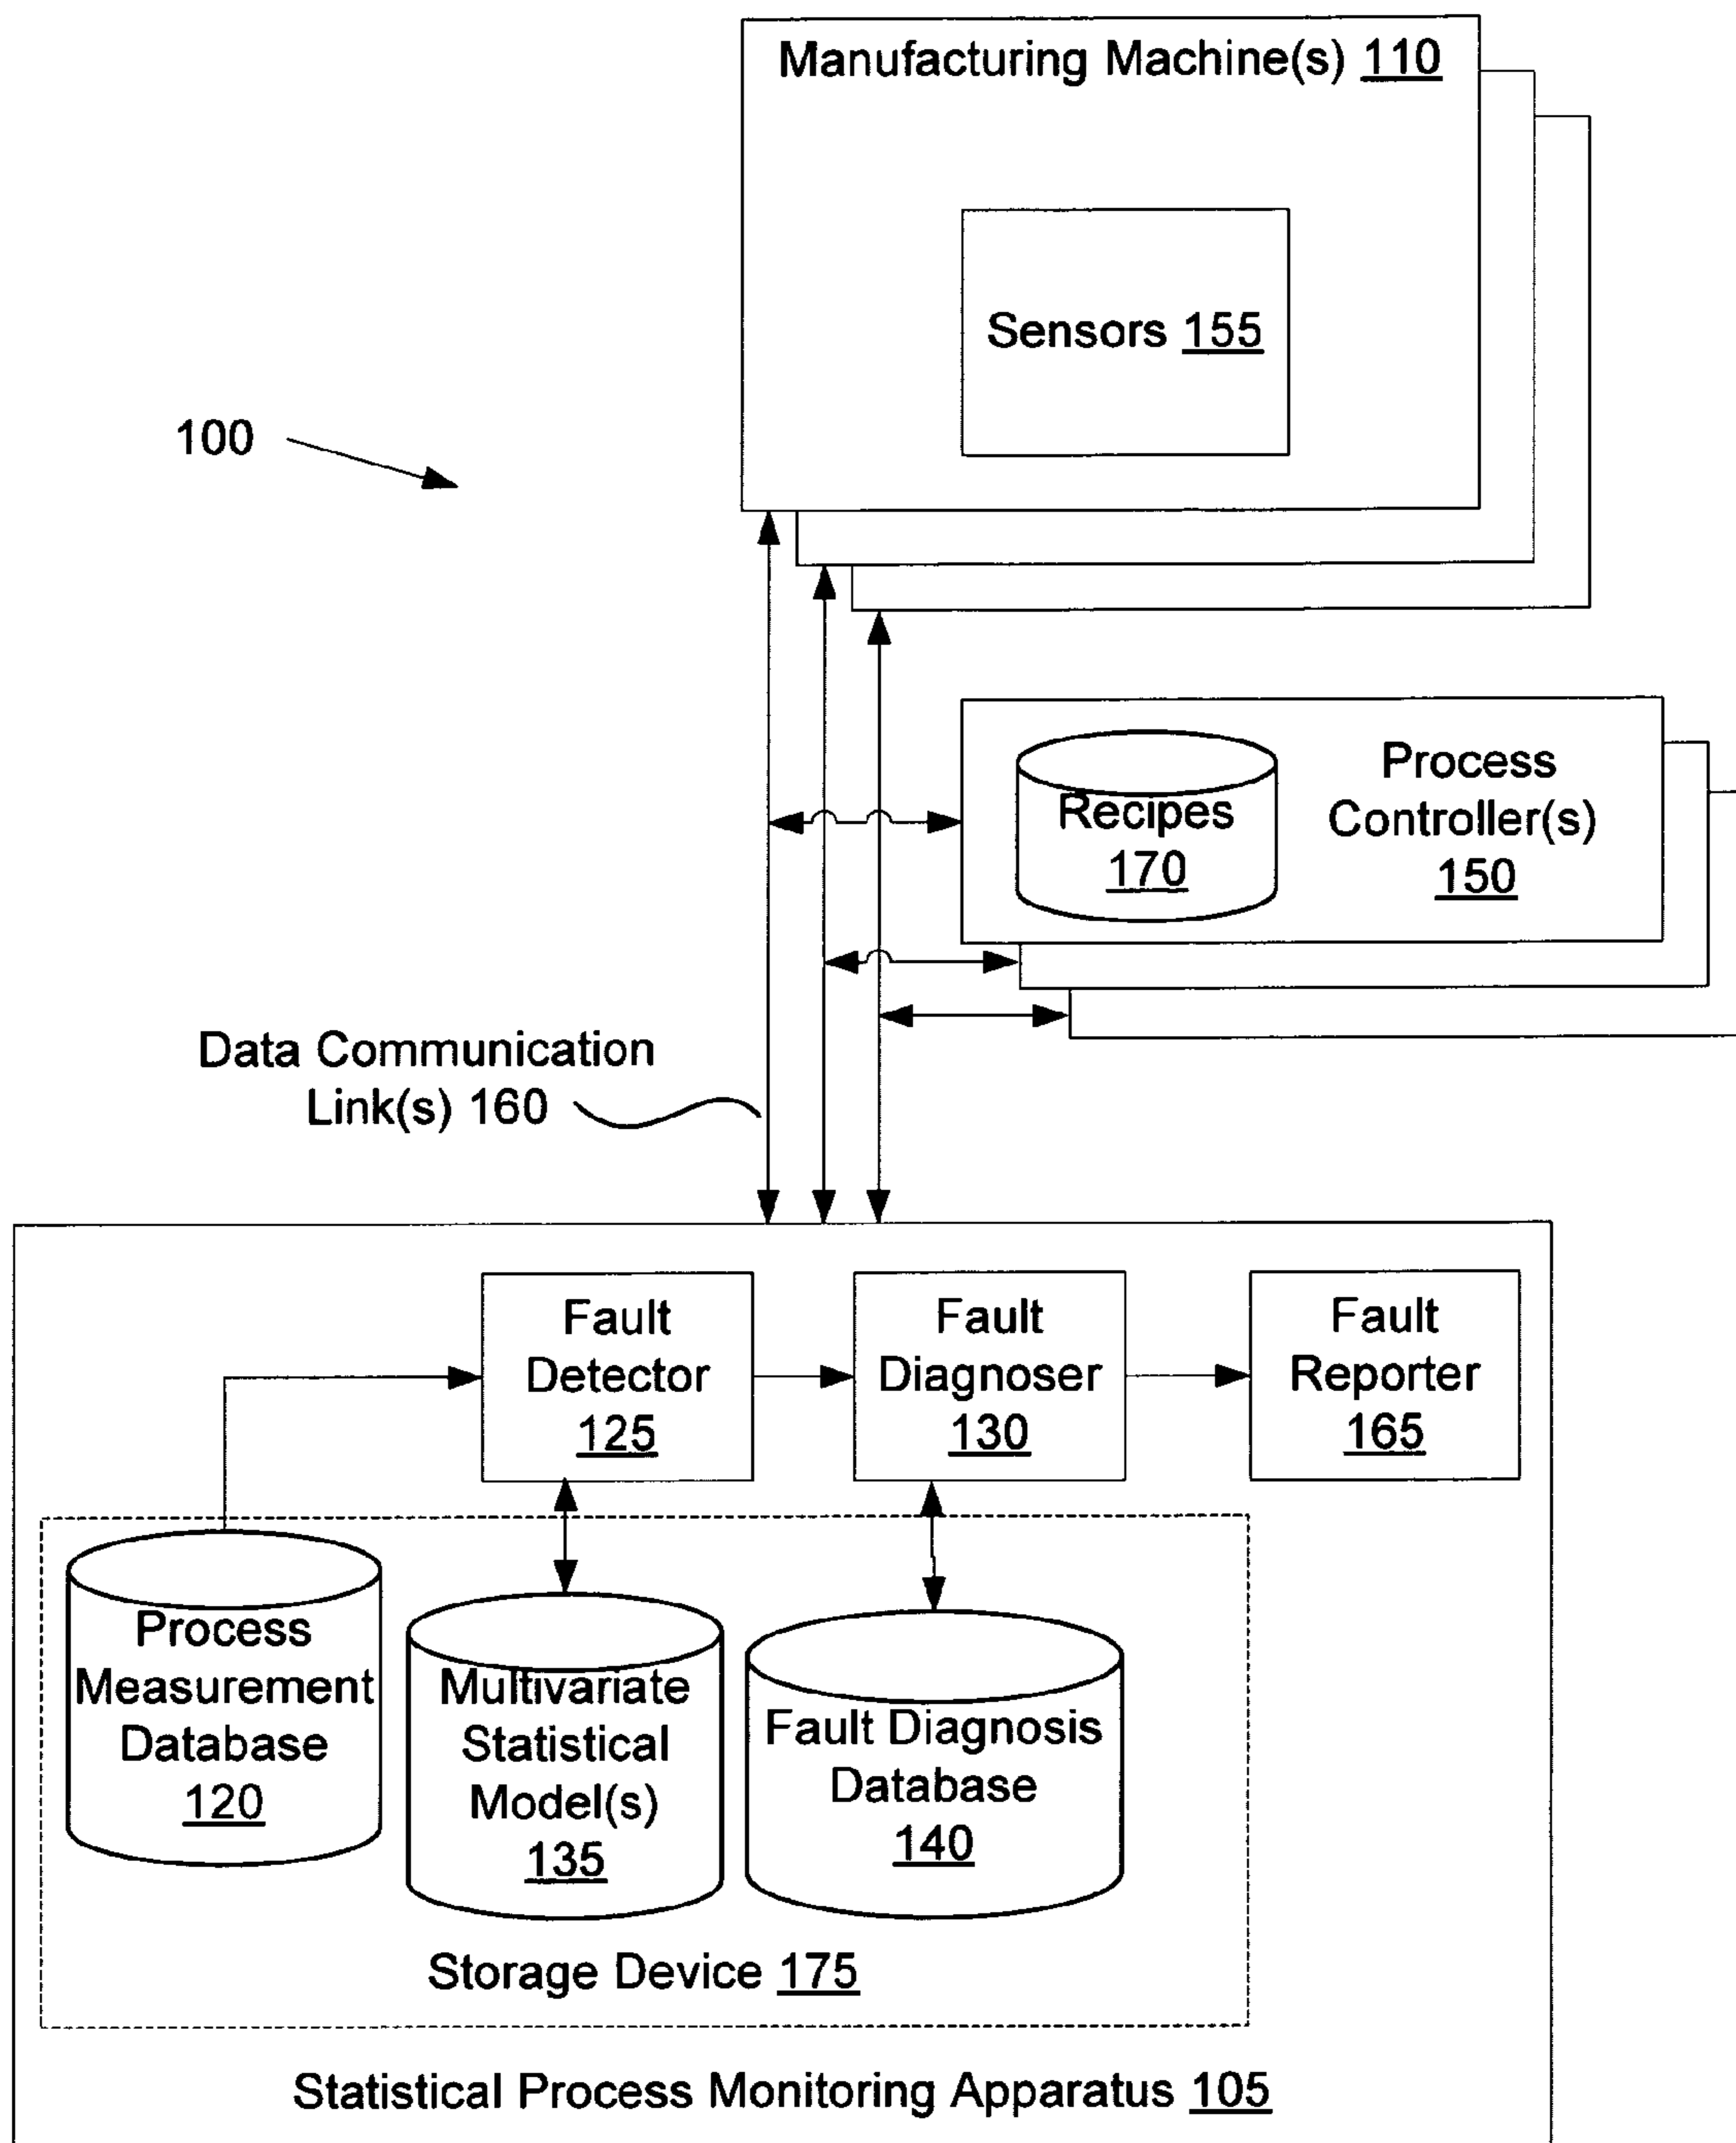 Manufacturing Machine(s) 110
Sensors 155
100
Recipes
170
Process
Controller(s)
150
Data Communication
Link(s) 160
Fault
Detector
125
Fault
Diagnoser
130
Fault
Reporter
165
Process
Measurement
Database
120
Multivariate
Statistical
Model(s)
135
Fault Diagnosis
Database
140
Storage Device 175
Statistical Process Monitoring Apparatus 105